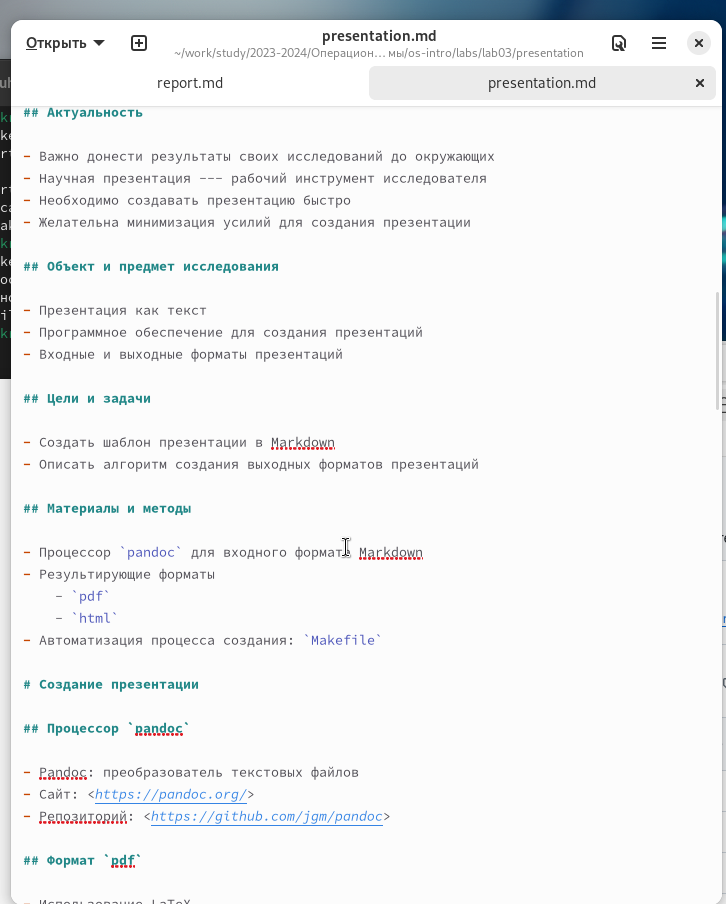 Открыть
presentation.md
~/work/study/2023-2024/Операцион…мы/os-intro/labs/lab03/presentation
report.md
presentation.md
## Актуальность
- Важно донести результаты своих исследований до окружающих
- Научная презентация --- рабочий инструмент исследователя
- Необходимо создавать презентацию быстро
- Желательна минимизация усилий для создания презентации
## Объект и предмет исследования
- Презентация как текст
- Программное обеспечение для создания презентаций
- Входные и выходные форматы презентаций
## Цели и задачи
- Создать шаблон презентации в Markdown
- Описать алгоритм создания выходных форматов презентаций
## Материалы и методы
- Процессор `pandoc` для входного формата Markdown
- Результирующие форматы
- `pdf`
- `html`
- Автоматизация процесса создания: `Makefile`
# Создание презентации
## Процессор `pandoc`
- Pandoc: преобразователь текстовых файлов
- Сайт: <https://pandoc.org/>
- Репозиторий: <https://github.com/jgm/pandoc>
## Формат `pdf`
- Использование LaTeX